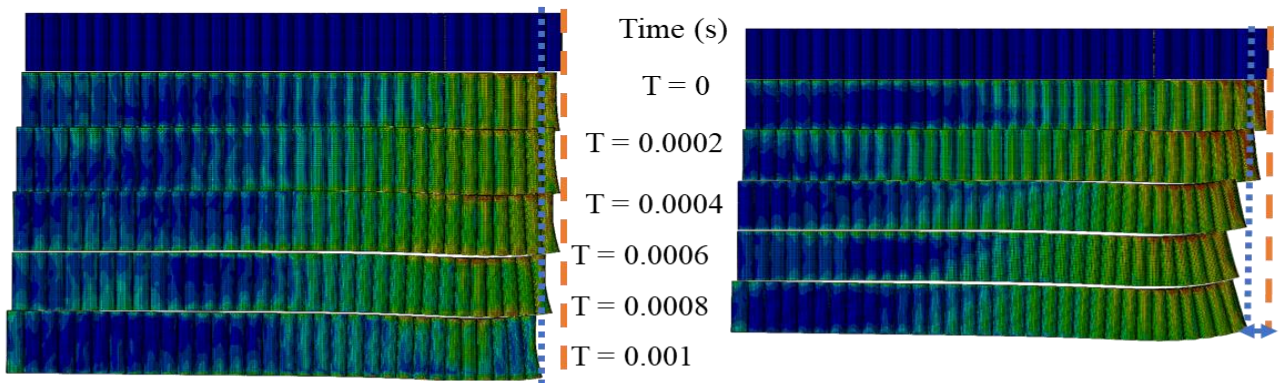 Time (s)
T = 0
T = 0.0002
T = 0.0004
T = 0.0006
T = 0.0008
T = 0.001